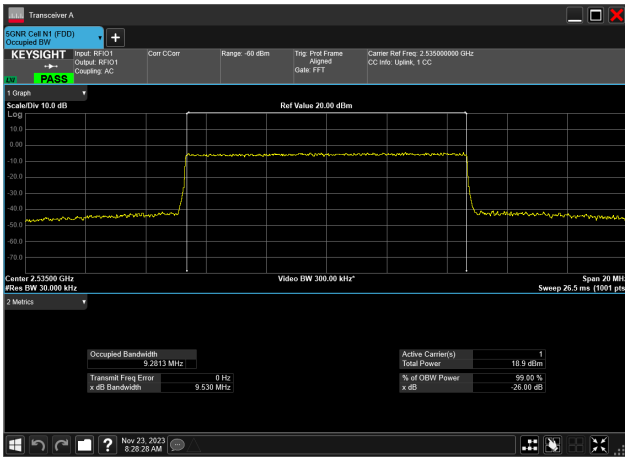 Transceiver A
5GNR Cell N1 (FDD)
Occupied BW
KEYSIGHT
LXI
PASS
Input: RFIO1
Output: RFIO1
Coupling: AC
Corr CCorr
Range: -60 dBm
Trig: Prot Frame
Aligned
Gate: FFT
Carrier Ref Freq: 2.535000000 GHz
CC Info: Uplink, 1 CC
1 Graph
Scale/Div 10.0 dB
Ref Value 20.00 dBm
Log
10.0
0.00
-10.0
-20.0
-30.0
-40.0
-50.0
-60.0
-70.0
Center 2.53500 GHz
Video BW 300.00 kHz*
Span 20 MHz
#Res BW 30.000 kHz
Sweep 26.5 ms (1001 pts
2 Metrics
Occupied Bandwidth
9.2813 MHz
Active Carrier(s) 1
Total Power 18.9 dBm
Transmit Freq Error 0 Hz
x dB Bandwidth 9.530 MHz
% of OBW Power 99.00 %
x dB -26.00 dB
Nov 23, 2023
8:28:28 AM